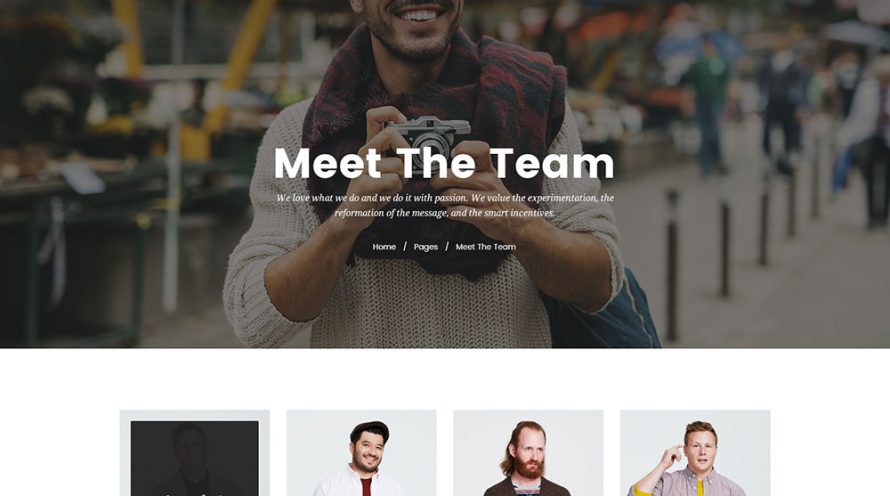 Meet The Team
We love what we do and we do it with passion. We value the experimentation, the
reformation of the message, and the smart incentives.
Home / Pages / Meet The Team